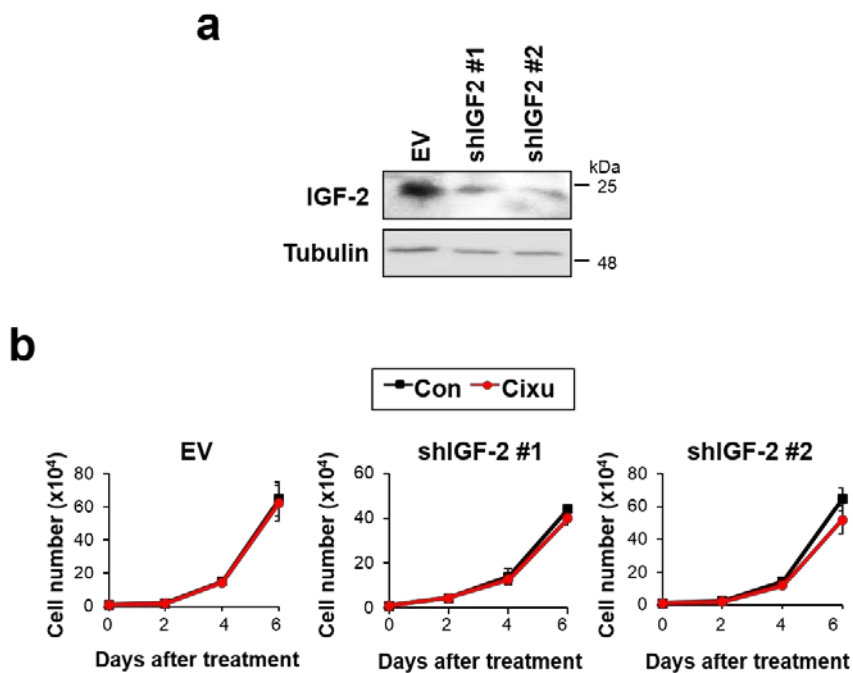 a
EV
shIGF2 #1
shIGF2 #2
kDa
IGF-2
25
Tubulin
48
b
Con Cixu
EV
Cell number (x10⁴)
80
60
40
20
0
0 2 4 6
Days after treatment
shIGF-2 #1
Cell number (x10⁴)
60
40
20
0
0 2 4 6
Days after treatment
shIGF-2 #2
Cell number (x10⁴)
80
60
40
20
0
0 2 4 6
Days after treatment